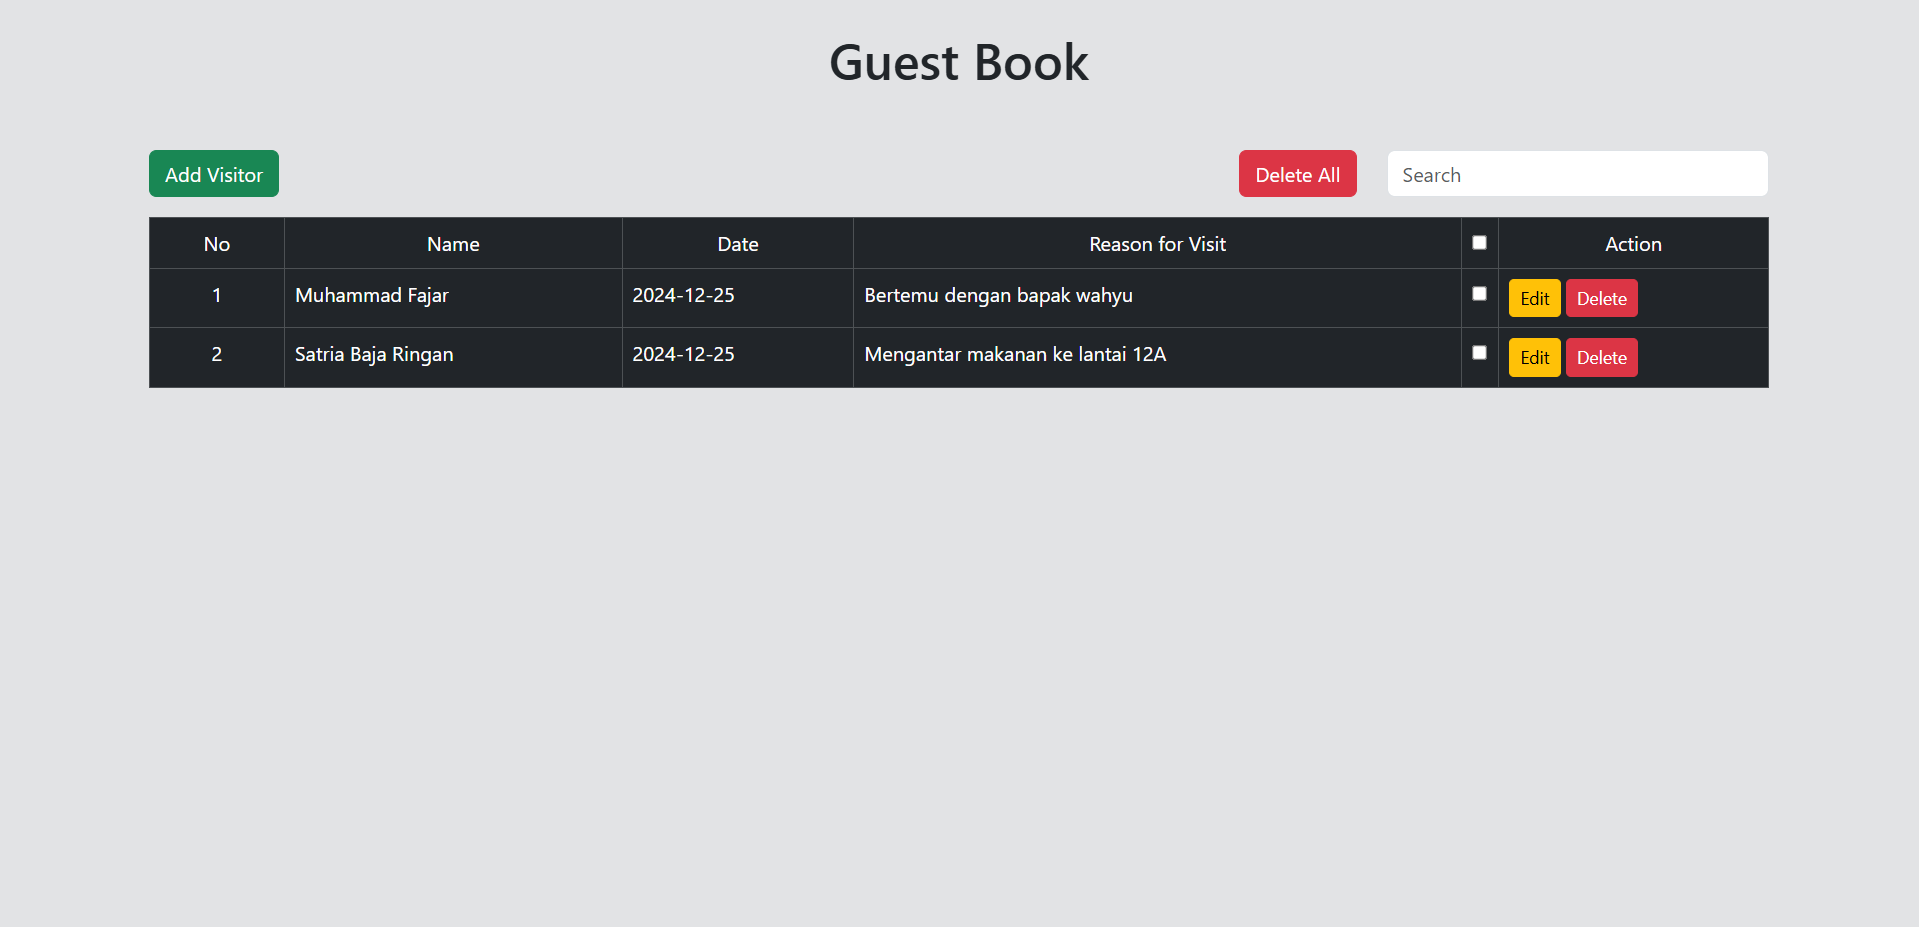 Guest Book
Add Visitor Delete All Search
No Name Date Reason for Visit Action
1 Muhammad Fajar 2024-12-25 Bertemu dengan bapak wahyu Edit Delete
2 Satria Baja Ringan 2024-12-25 Mengantar makanan ke lantai 12A Edit Delete